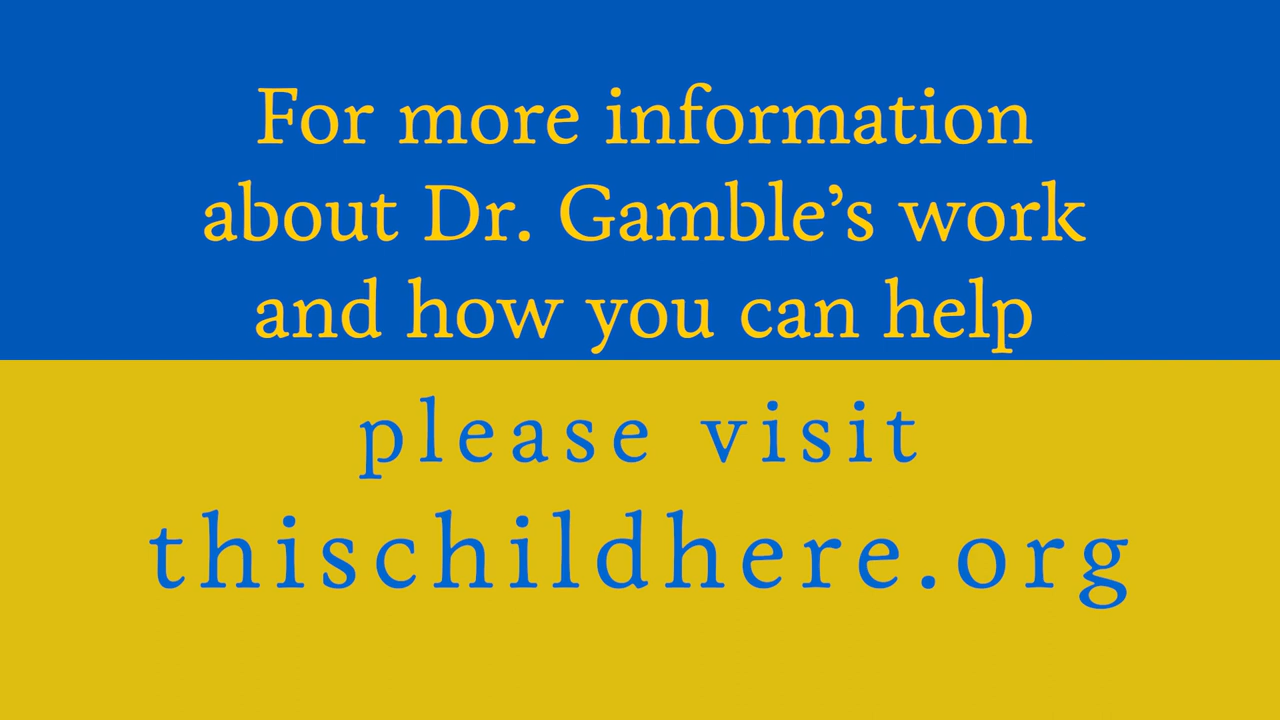 For more information
about Dr. Gamble’s work
and how you can help
please visit
thischildhere.org